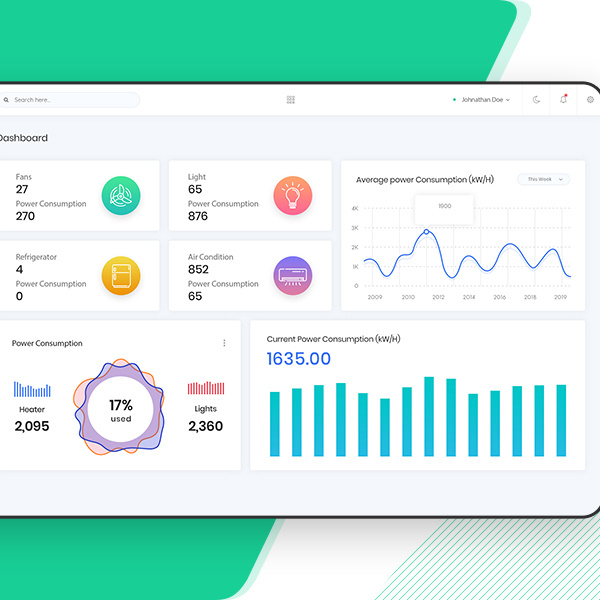 Search here..
Johnathan Doe
Dashboard
Fans
27
Power Consumption
270
Light
65
Power Consumption
876
Refrigerator
4
Power Consumption
0
Air Condition
852
Power Consumption
65
Average power Consumption (kW/H)
This Week
1900
4K
3K
2K
1K
0
2009 2010 2012 2014 2016 2018 2019
Power Consumption
Heater
2,095
17%
used
Lights
2,360
Current Power Consumption (kW/H)
1635.00